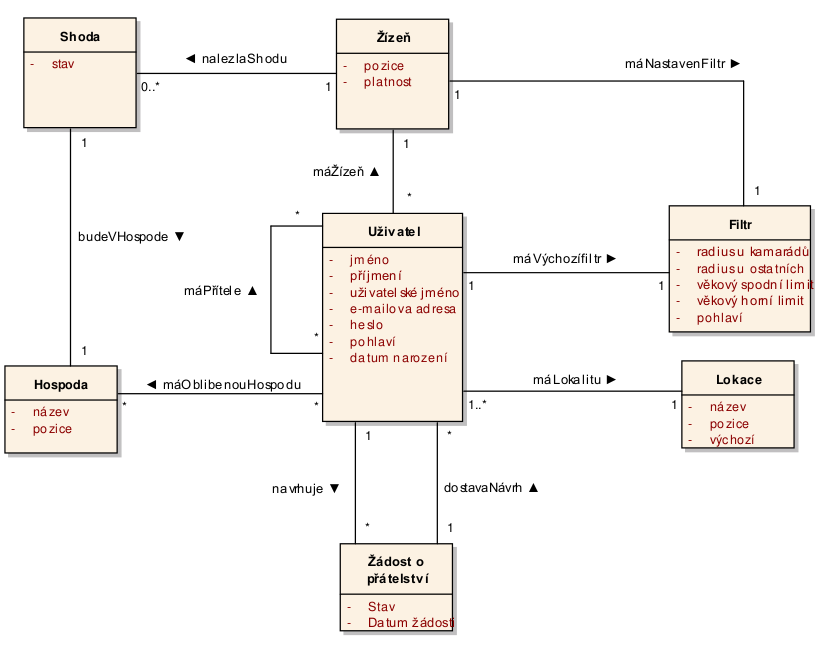 Shoda
- stav
◄ nalezlaShodu
0..*
1
Žízeň
- pozice
- platnost
máNastavenFiltr ►
1
1
1
máŽízeň ▲
*
1
budeVHospode ▼
1
Filtr
- radius u kamarádů
- radius u ostatních
- věkový spodní limit
- věkový horní limit
- pohlaví
*
máPřítele ▲
*
Uživatel
- jméno
- příjmení
- uživatelské jméno
- e-mailova adresa
- heslo
- pohlaví
- datum narození
máVýchozífiltr ►
1
1
Hospoda
- název
- pozice
◄ máOblibenouHospodu
*
*
máLokalitu ►
1..*
1
Lokace
- název
- pozice
- výchozí
1
navrhuje ▼
*
*
dostavaNávrh ▲
1
Žádost o
přátelství
- Stav
- Datum žádosti